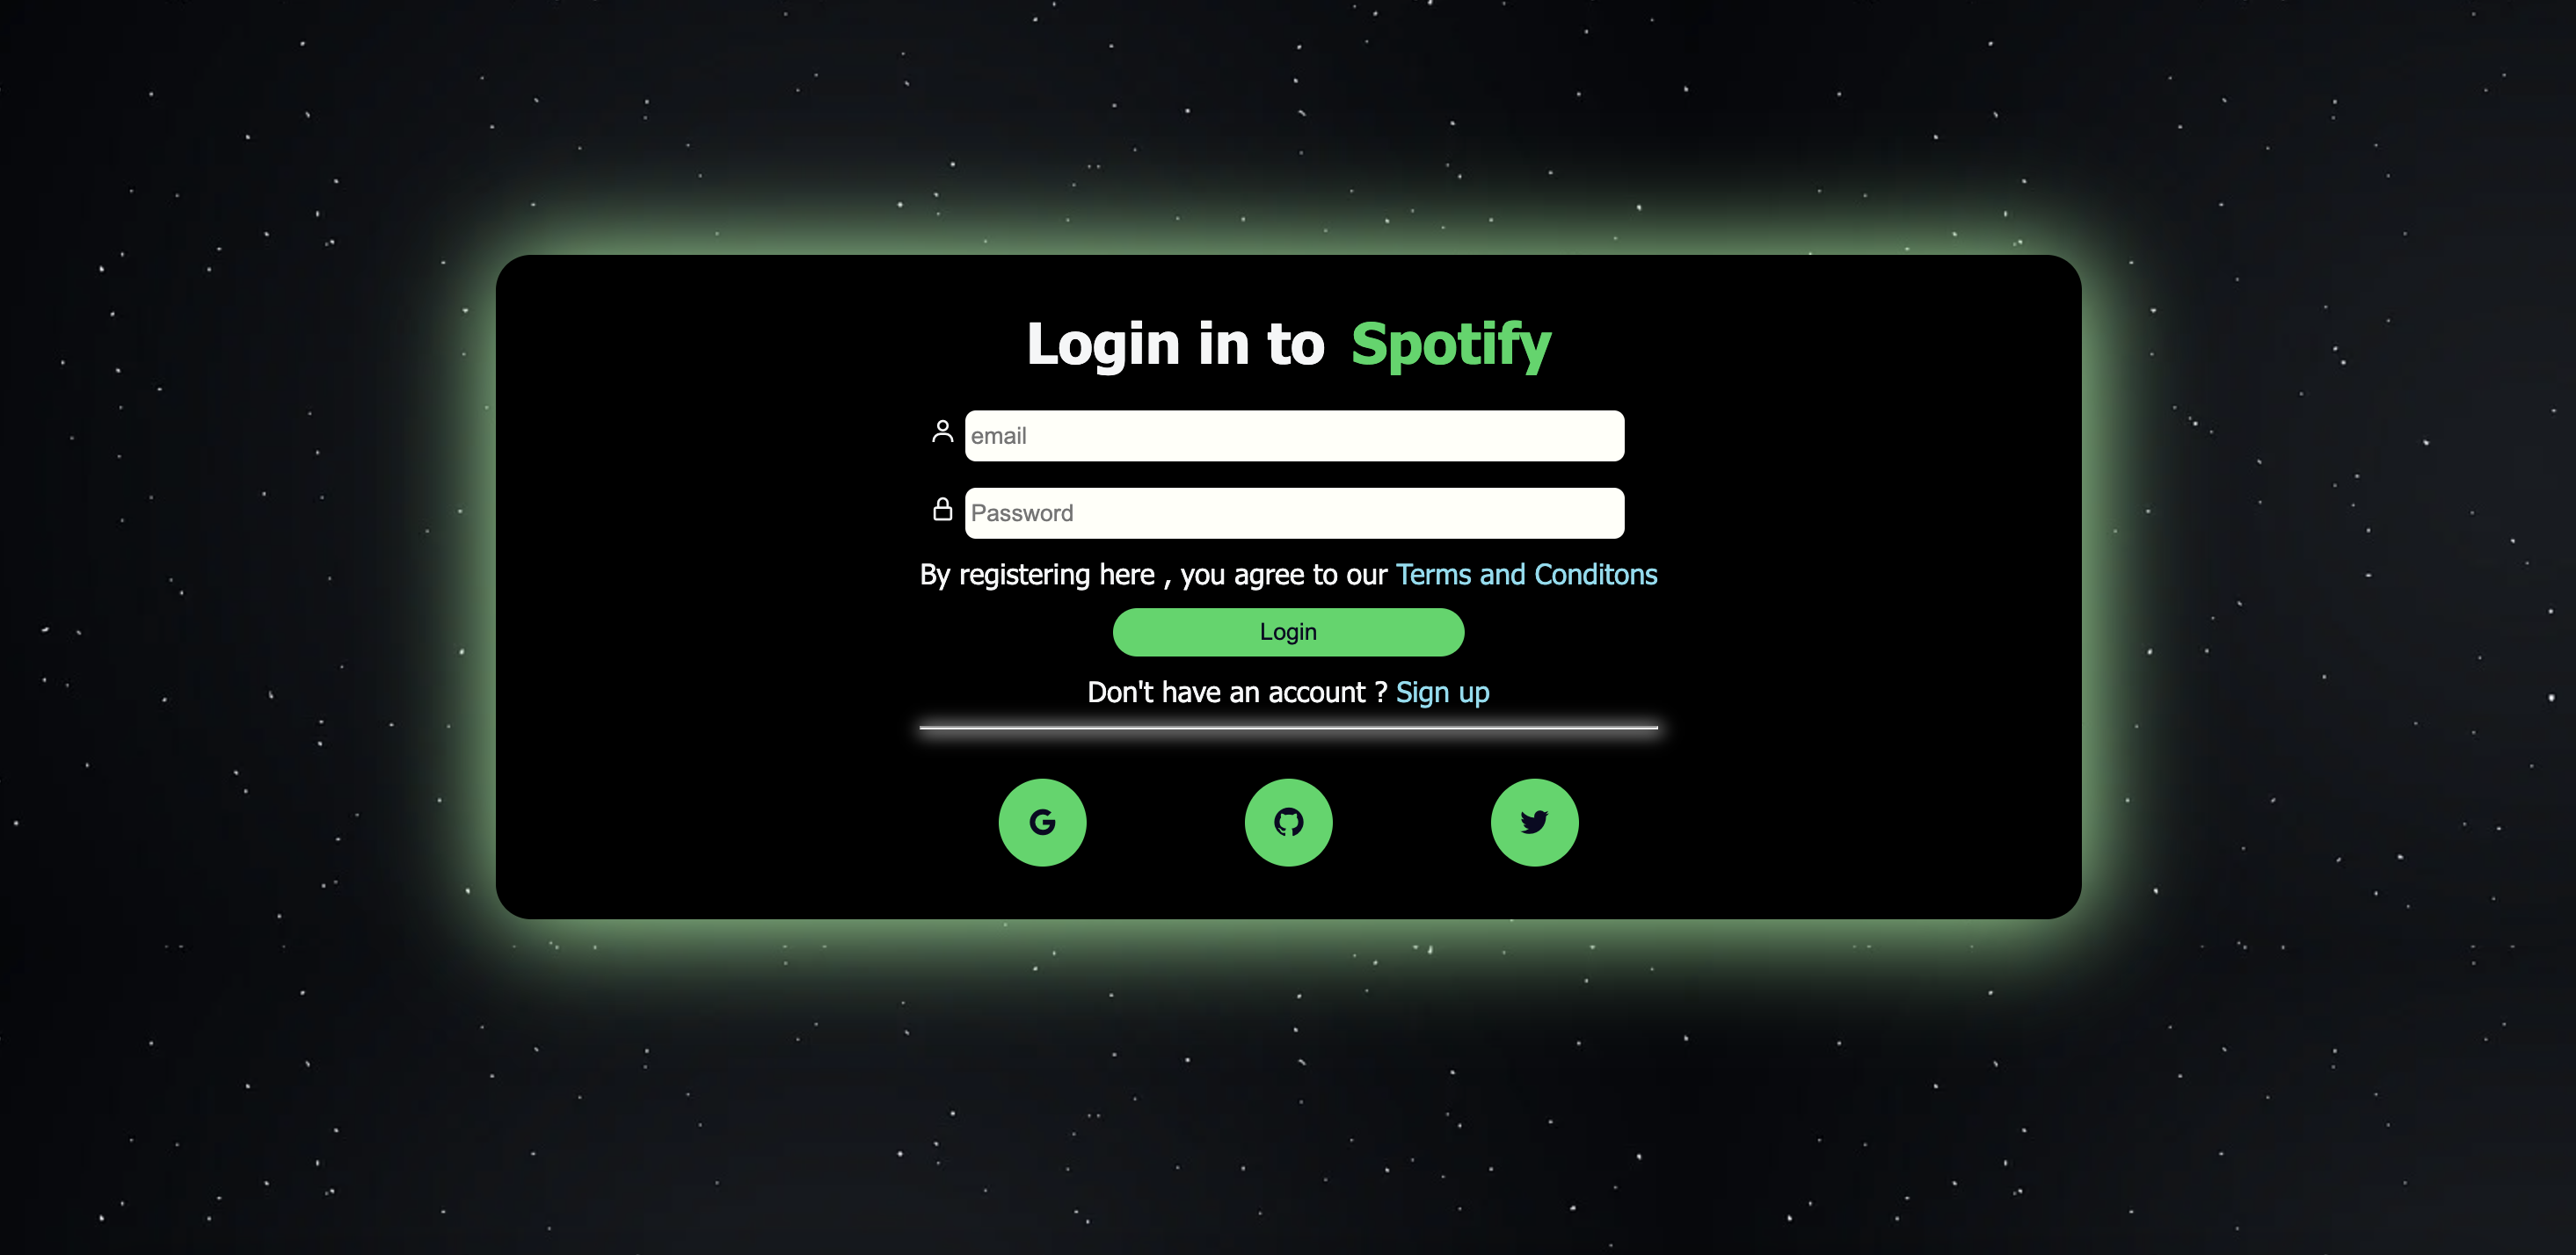 Login in to Spotify
email
Password
By registering here , you agree to our Terms and Conditons
Login
Don't have an account ? Sign up